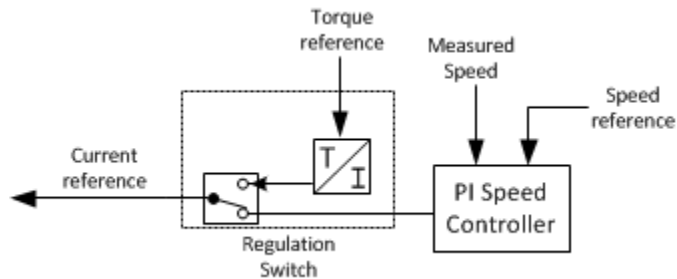 Torque
reference
Measured
Speed
Speed
reference
Current
reference
T
I
PI Speed
Controller
Regulation
Switch